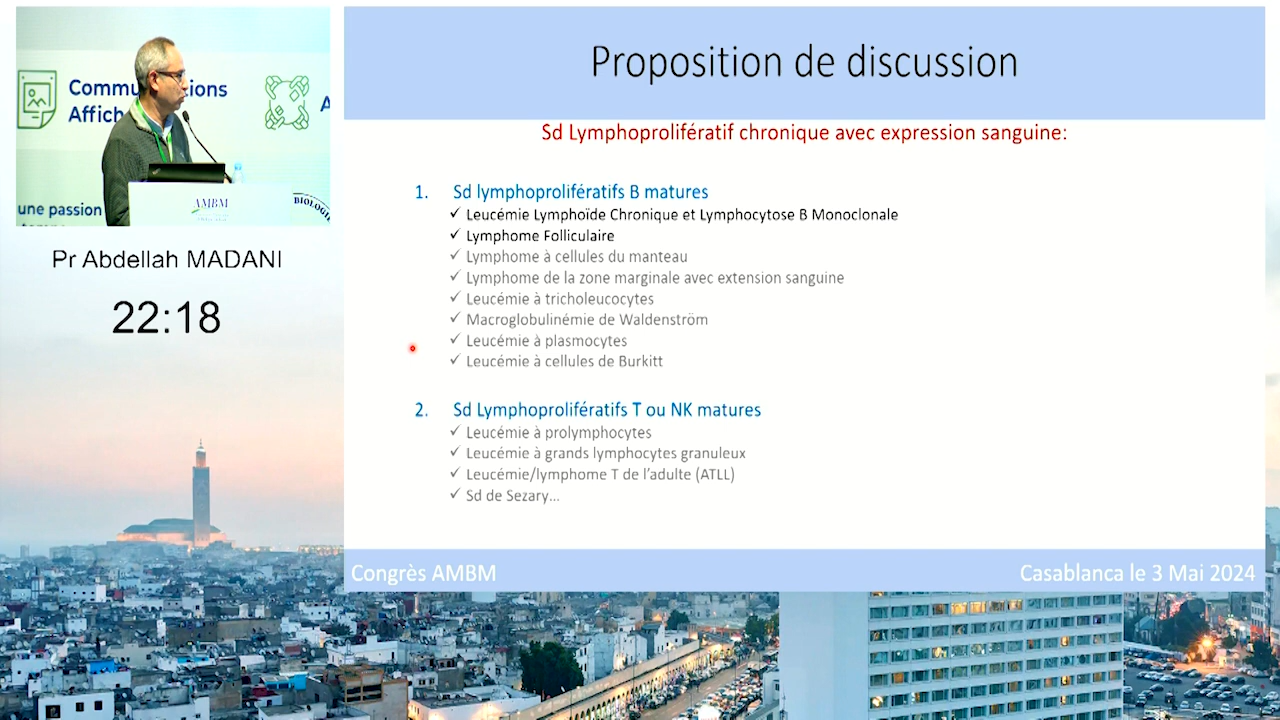 Commu ions
Affich
A
une passion
AMBM
BIOLOGI
Pr Abdellah MADANI
22:18
Proposition de discussion
Sd Lymphoprolifératif chronique avec expression sanguine:
1. Sd lymphoprolifératifs B matures
✓ Leucémie Lymphoïde Chronique et Lymphocytose B Monoclonale
✓ Lymphome Folliculaire
✓ Lymphome à cellules du manteau
✓ Lymphome de la zone marginale avec extension sanguine
✓ Leucémie à tricholeucocytes
✓ Macroglobulinémie de Waldenström
✓ Leucémie à plasmocytes
✓ Leucémie à cellules de Burkitt
2. Sd Lymphoprolifératifs T ou NK matures
✓ Leucémie à prolymphocytes
✓ Leucémie à grands lymphocytes granuleux
✓ Leucémie/lymphome T de l'adulte (ATLL)
✓ Sd de Sezary…
Congrès AMBM
Casablanca le 3 Mai 2024